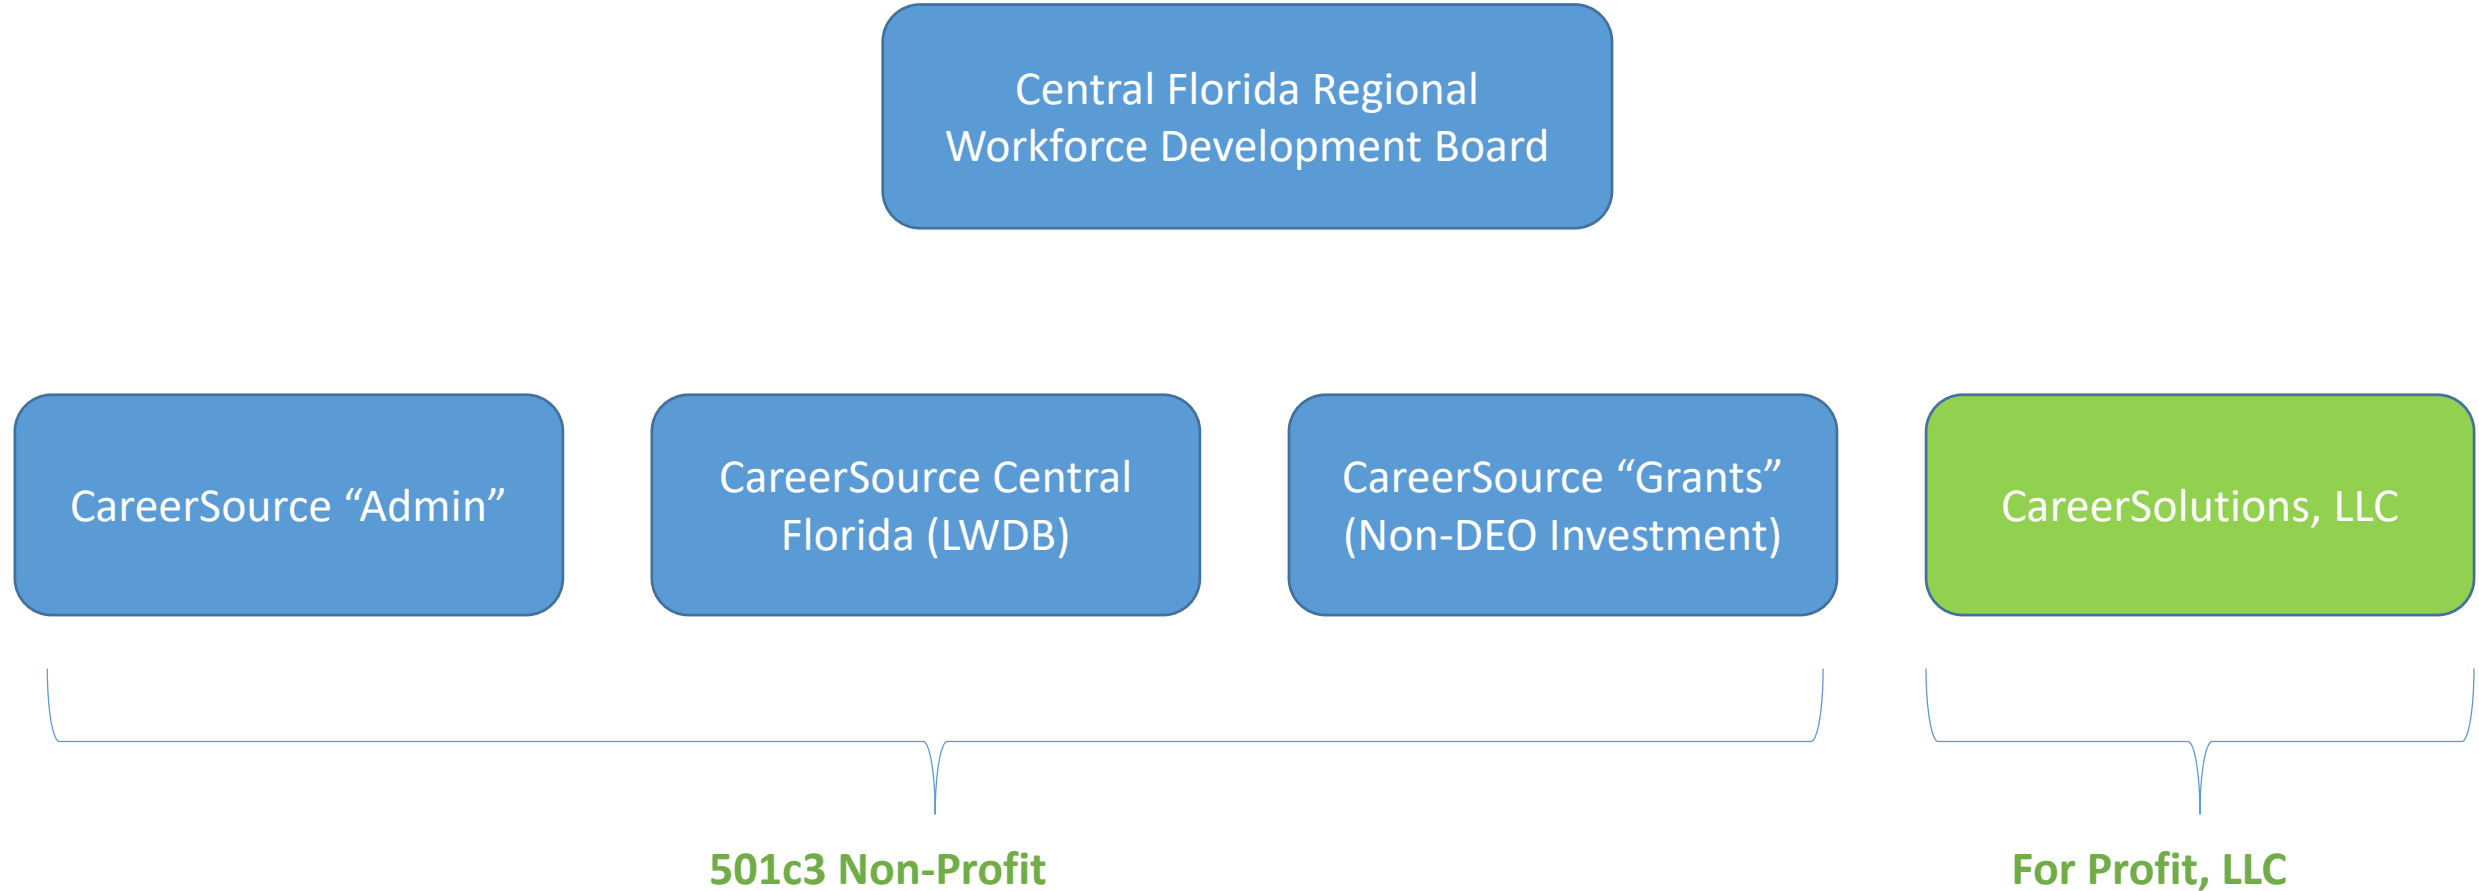 Central Florida Regional
Workforce Development Board
CareerSource “Admin”
CareerSource Central
Florida (LWDB)
CareerSource “Grants”
(Non-DEO Investment)
CareerSolutions, LLC
501c3 Non-Profit
For Profit, LLC